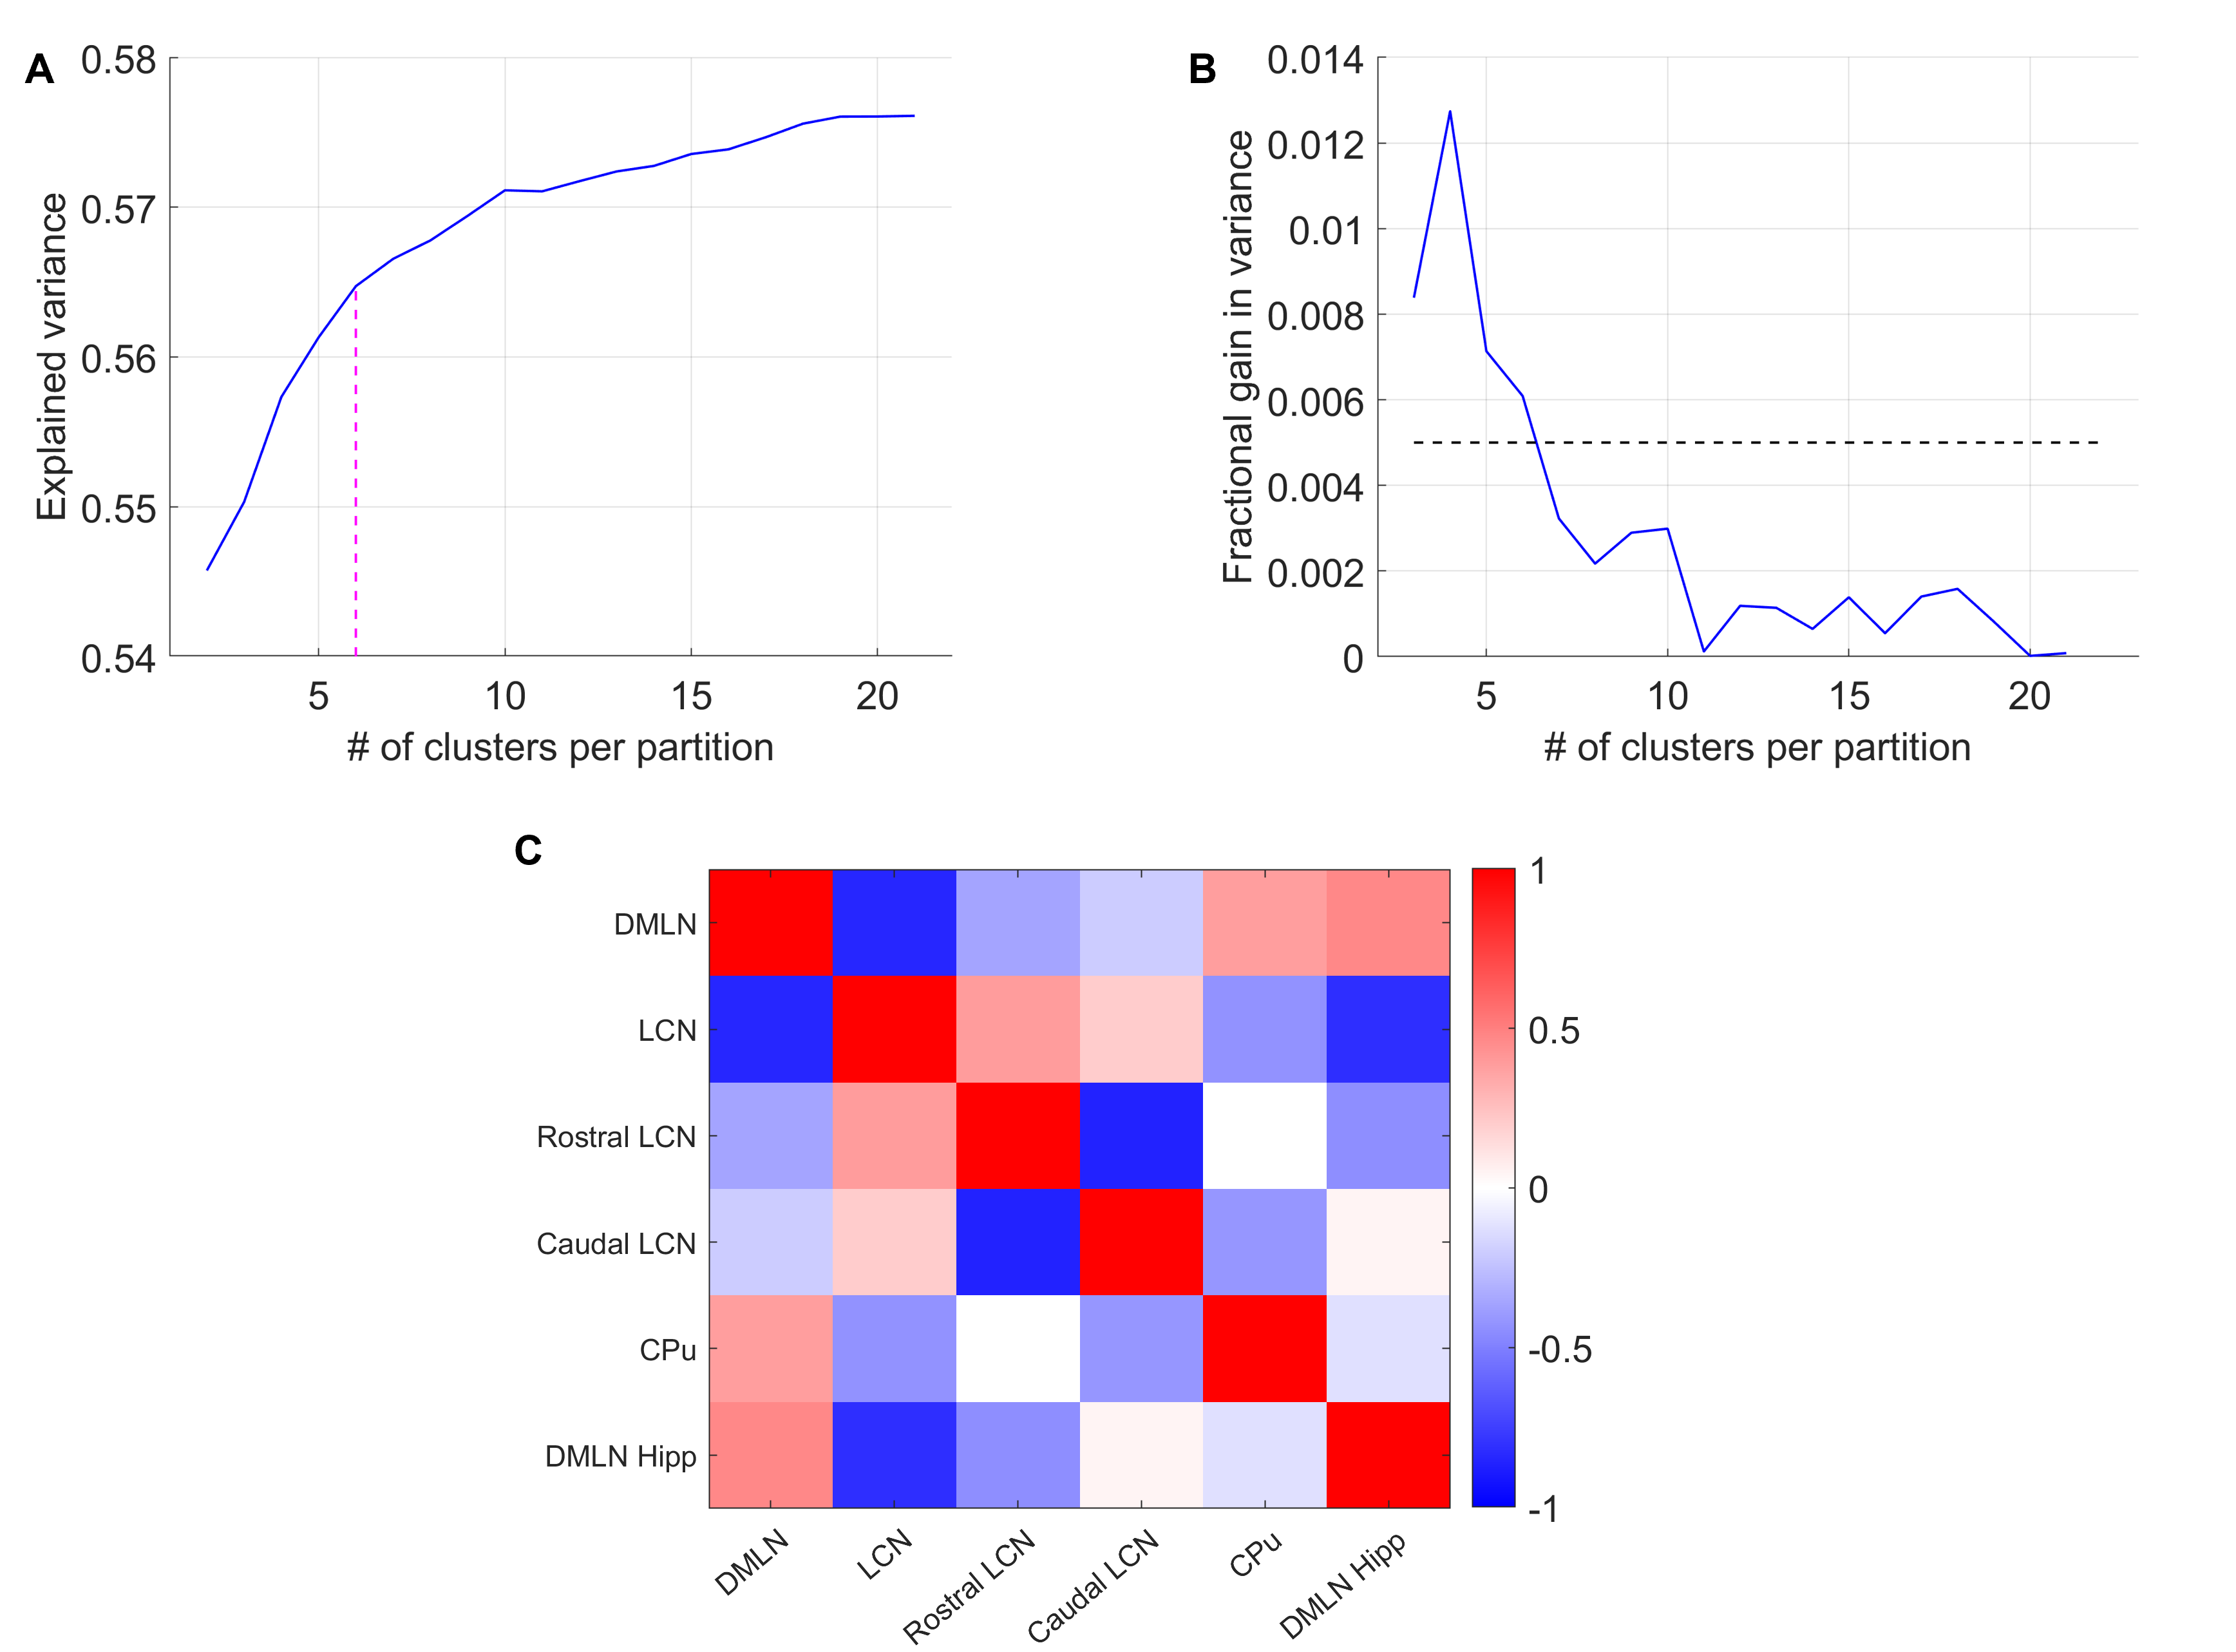 A
0.58
0.57
0.56
0.55
0.54
Explained variance
5 10 15 20
# of clusters per partition
B
0.014
0.012
0.01
0.008
0.006
0.004
0.002
0
Fractional gain in variance
5 10 15 20
# of clusters per partition
C
DMLN
LCN
Rostral LCN
Caudal LCN
CPu
DMLN Hipp
DMLN
LCN
Rostral LCN
Caudal LCN
CPu
DMLN Hipp
1
0.5
0
-0.5
-1